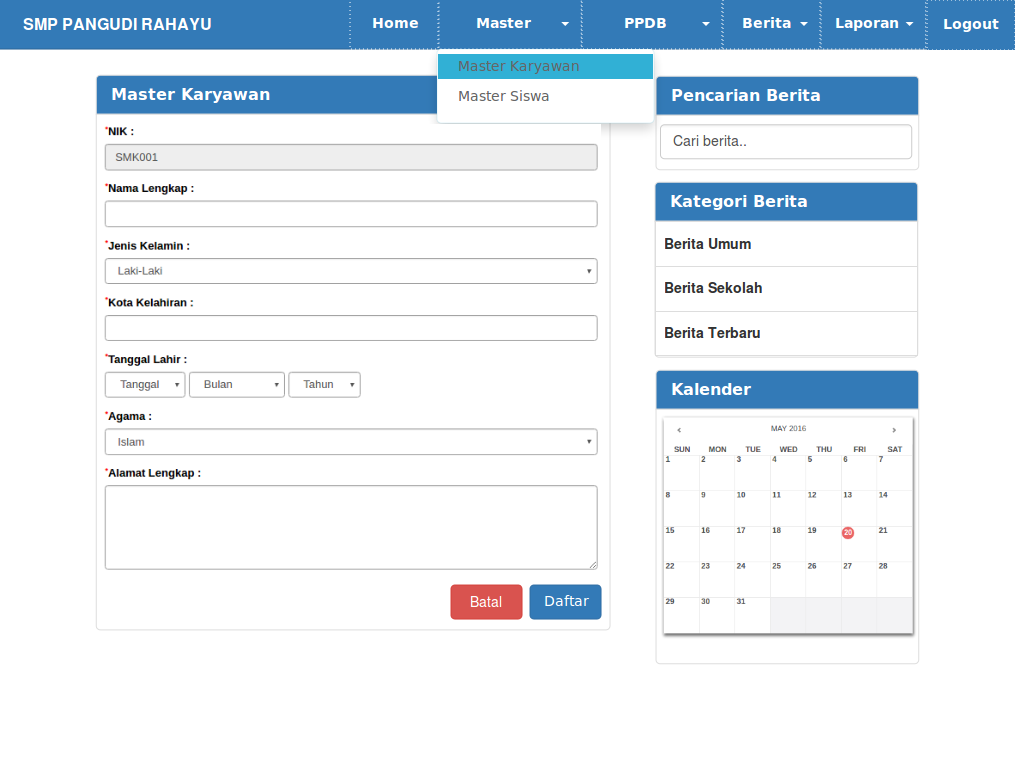 SMP PANGUDI RAHAYU Home Master PPDB Berita Laporan Logout
Master Karyawan
Master Siswa
Master Karyawan
*NIK :
SMK001
*Nama Lengkap :
*Jenis Kelamin :
Laki-Laki
*Kota Kelahiran :
*Tanggal Lahir :
Tanggal Bulan Tahun
*Agama :
Islam
*Alamat Lengkap :
Batal Daftar
Pencarian Berita
Cari berita..
Kategori Berita
Berita Umum
Berita Sekolah
Berita Terbaru
Kalender
‹ MAY 2016 ›
SUN MON TUE WED THU FRI SAT
1 2 3 4 5 6 7
8 9 10 11 12 13 14
15 16 17 18 19 20 21
22 23 24 25 26 27 28
29 30 31